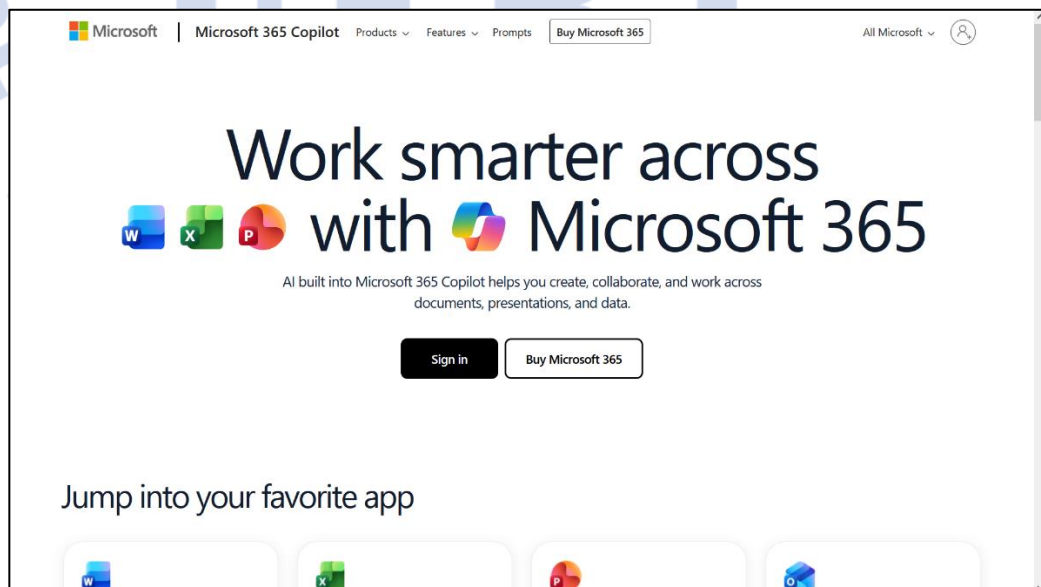 Microsoft | Microsoft 365 Copilot Products Features Prompts Buy Microsoft 365 All Microsoft
Work smarter across
W X P with Microsoft 365
AI built into Microsoft 365 Copilot helps you create, collaborate, and work across
documents, presentations, and data.
Sign in Buy Microsoft 365
Jump into your favorite app
W X P o